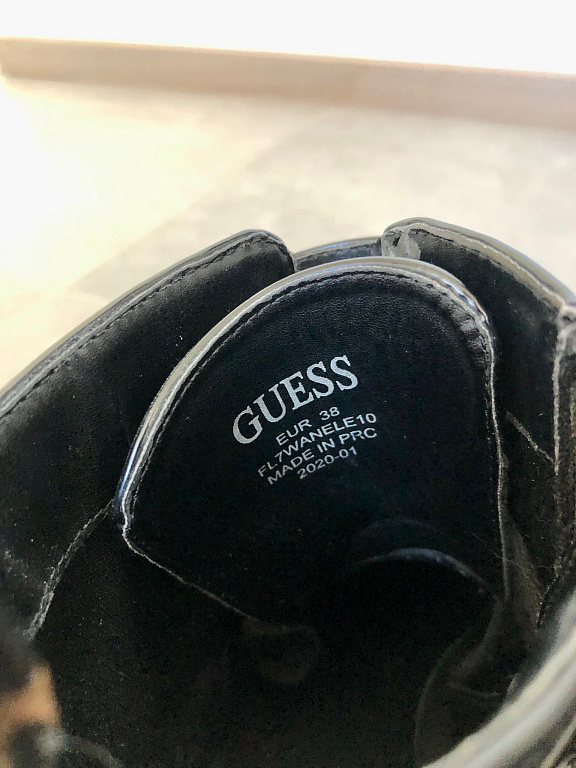 GUESS
EUR 38
FL7WANELE10
MADE IN PRC
2020-01